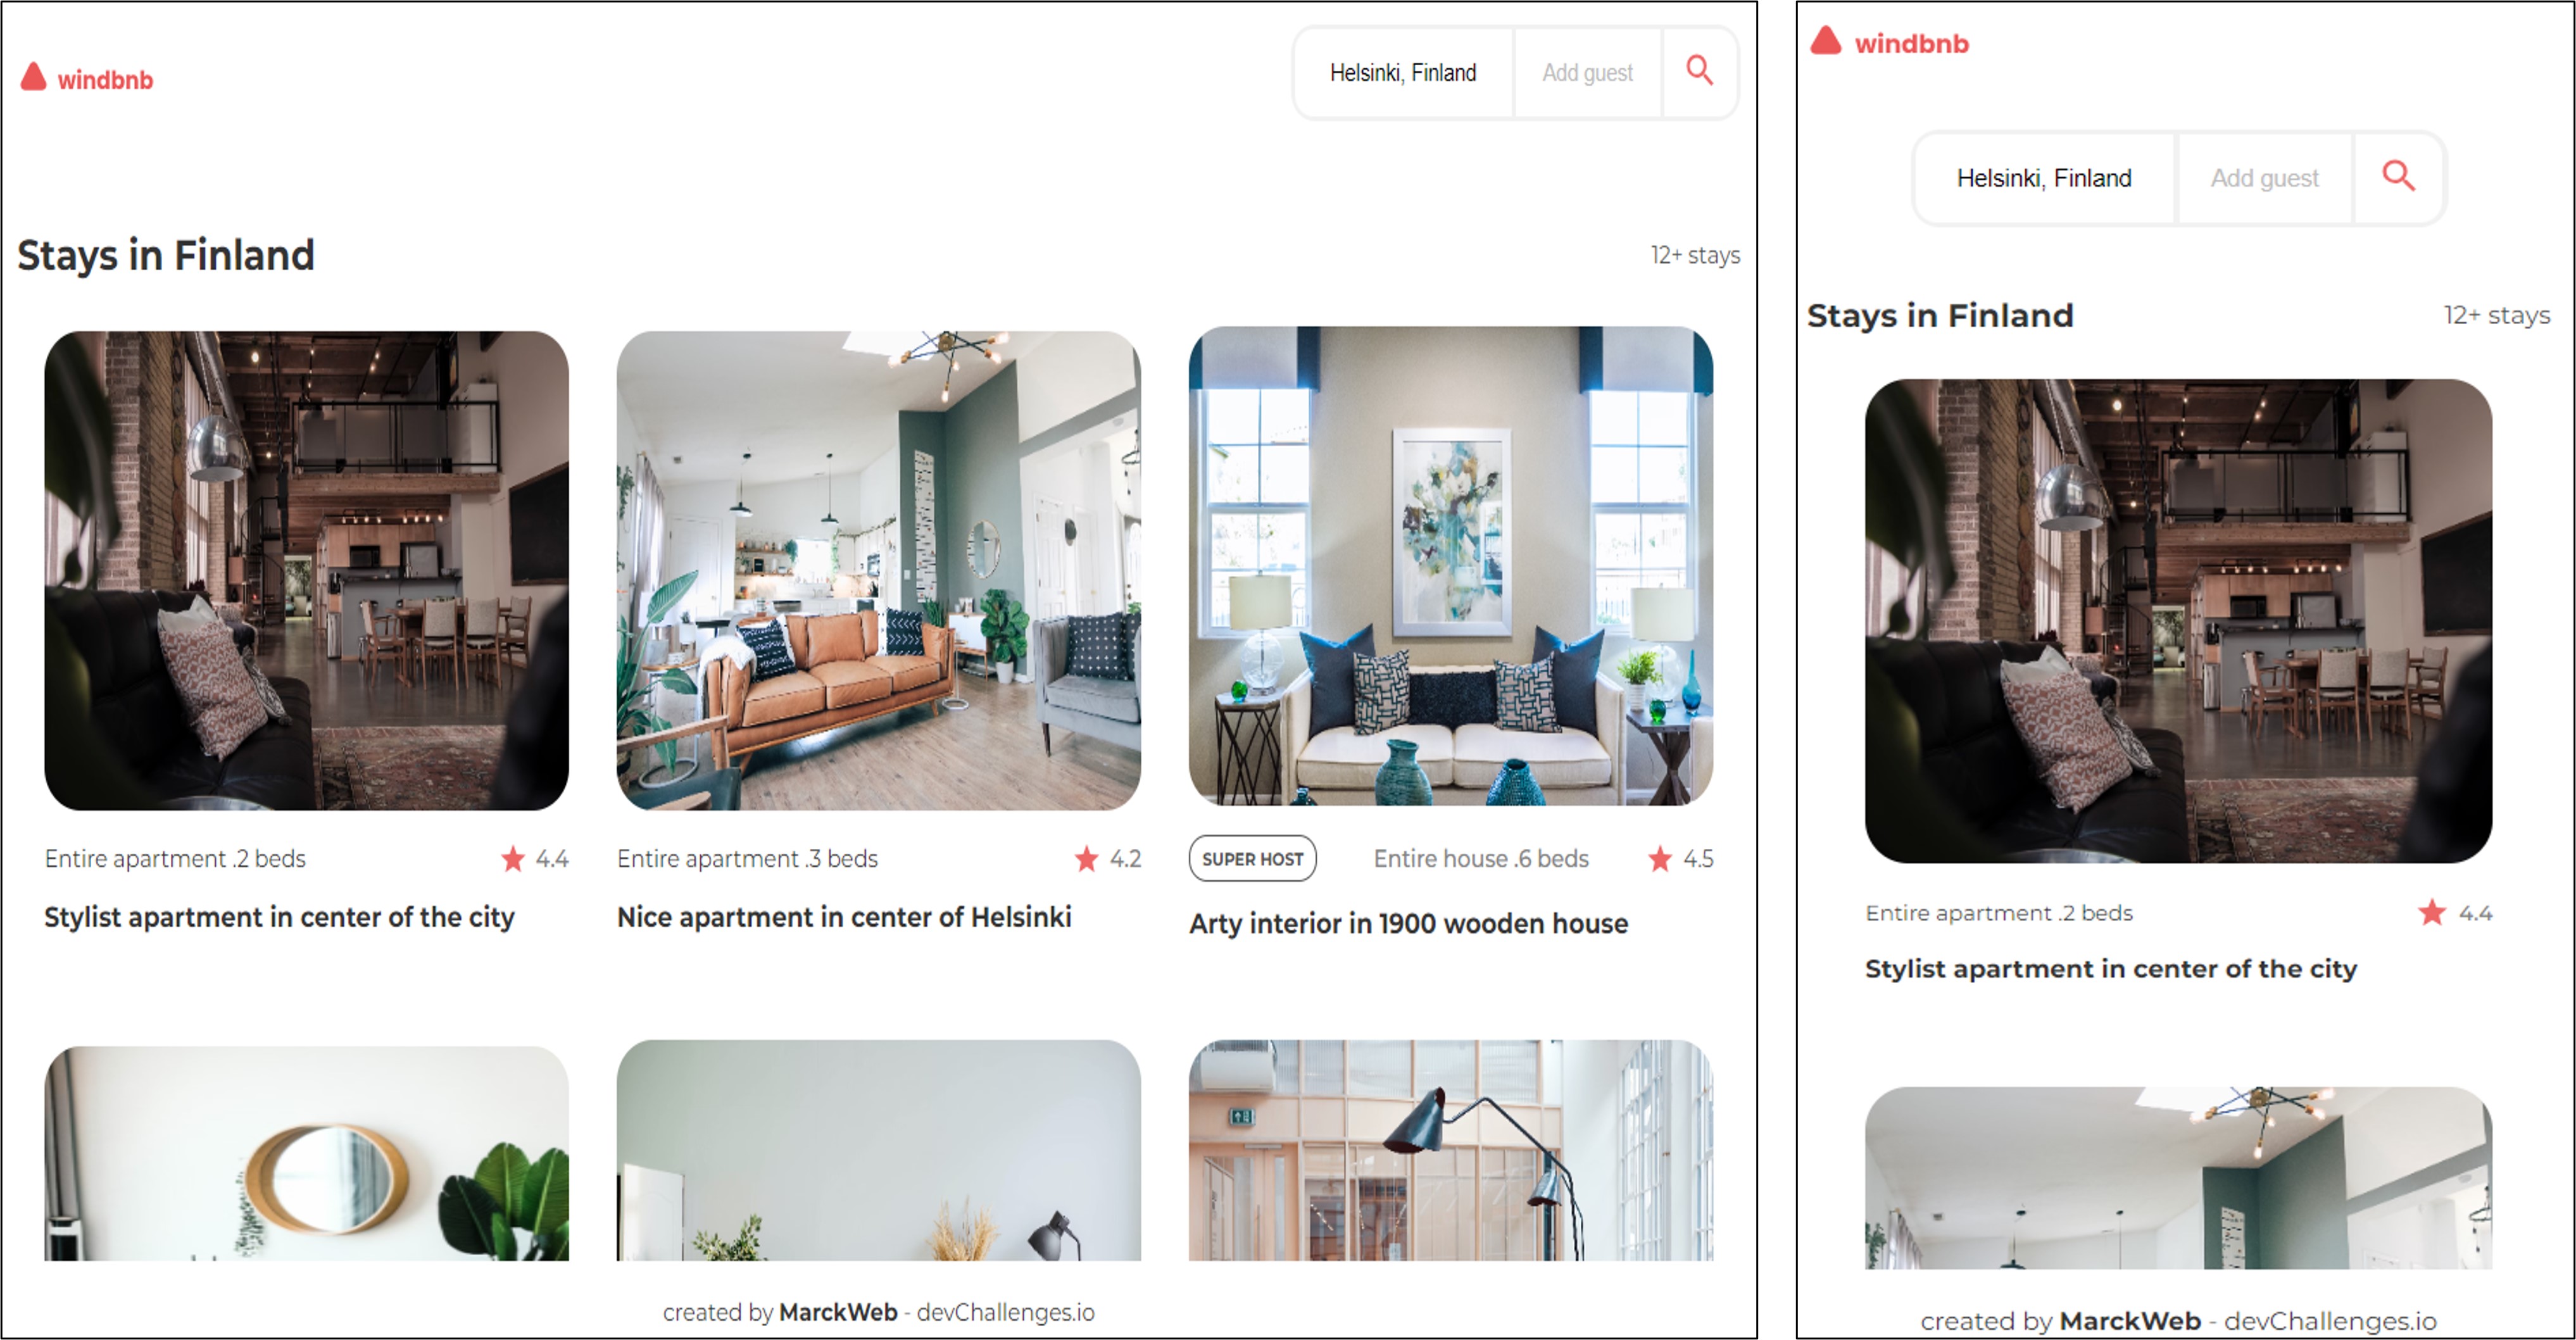 windbnb
Helsinki, Finland
Add guest
Stays in Finland
12+ stays
Entire apartment .2 beds
4.4
Stylist apartment in center of the city
Entire apartment .3 beds
4.2
Nice apartment in center of Helsinki
SUPER HOST
Entire house .6 beds
4.5
Arty interior in 1900 wooden house
created by MarckWeb - devChallenges.io
windbnb
Helsinki, Finland
Add guest
Stays in Finland
12+ stays
Entire apartment .2 beds
4.4
Stylist apartment in center of the city
created by MarckWeb - devChallenges.io